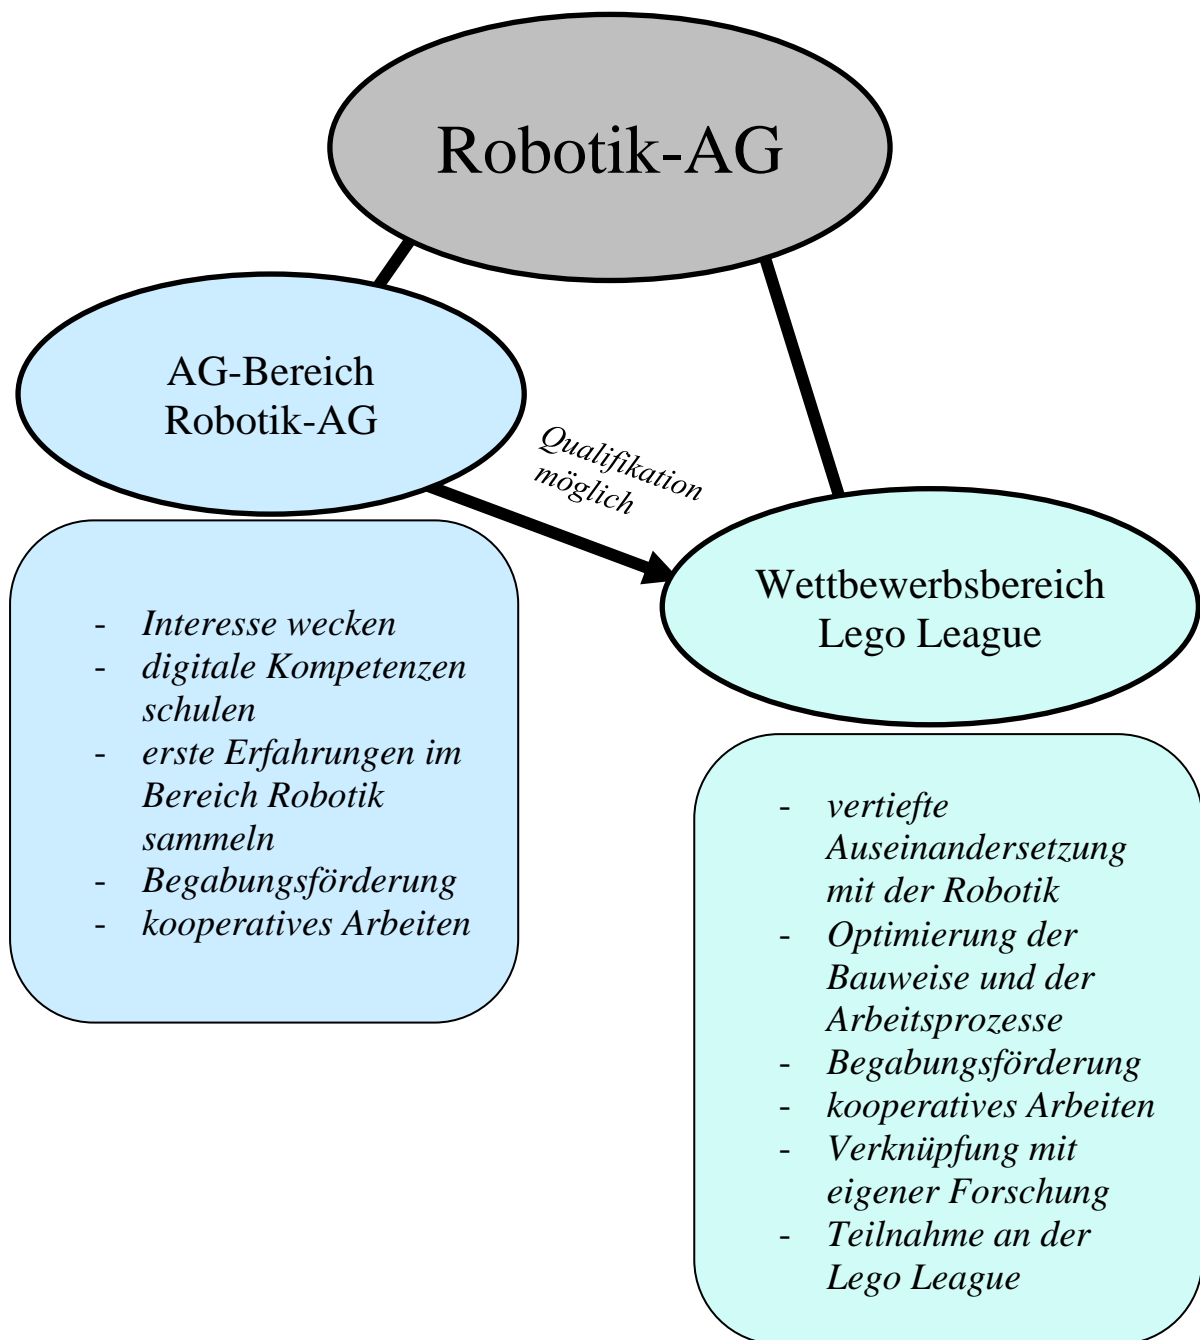 Robotik-AG
AG-Bereich
Robotik-AG
Qualifikation
möglich
Wettbewerbsbereich
Lego League
- Interesse wecken
- digitale Kompetenzen
schulen
- erste Erfahrungen im
Bereich Robotik
sammeln
- Begabungsförderung
- kooperatives Arbeiten
- vertiefte
Auseinandersetzung
mit der Robotik
- Optimierung der
Bauweise und der
Arbeitsprozesse
- Begabungsförderung
- kooperatives Arbeiten
- Verknüpfung mit
eigener Forschung
- Teilnahme an der
Lego League